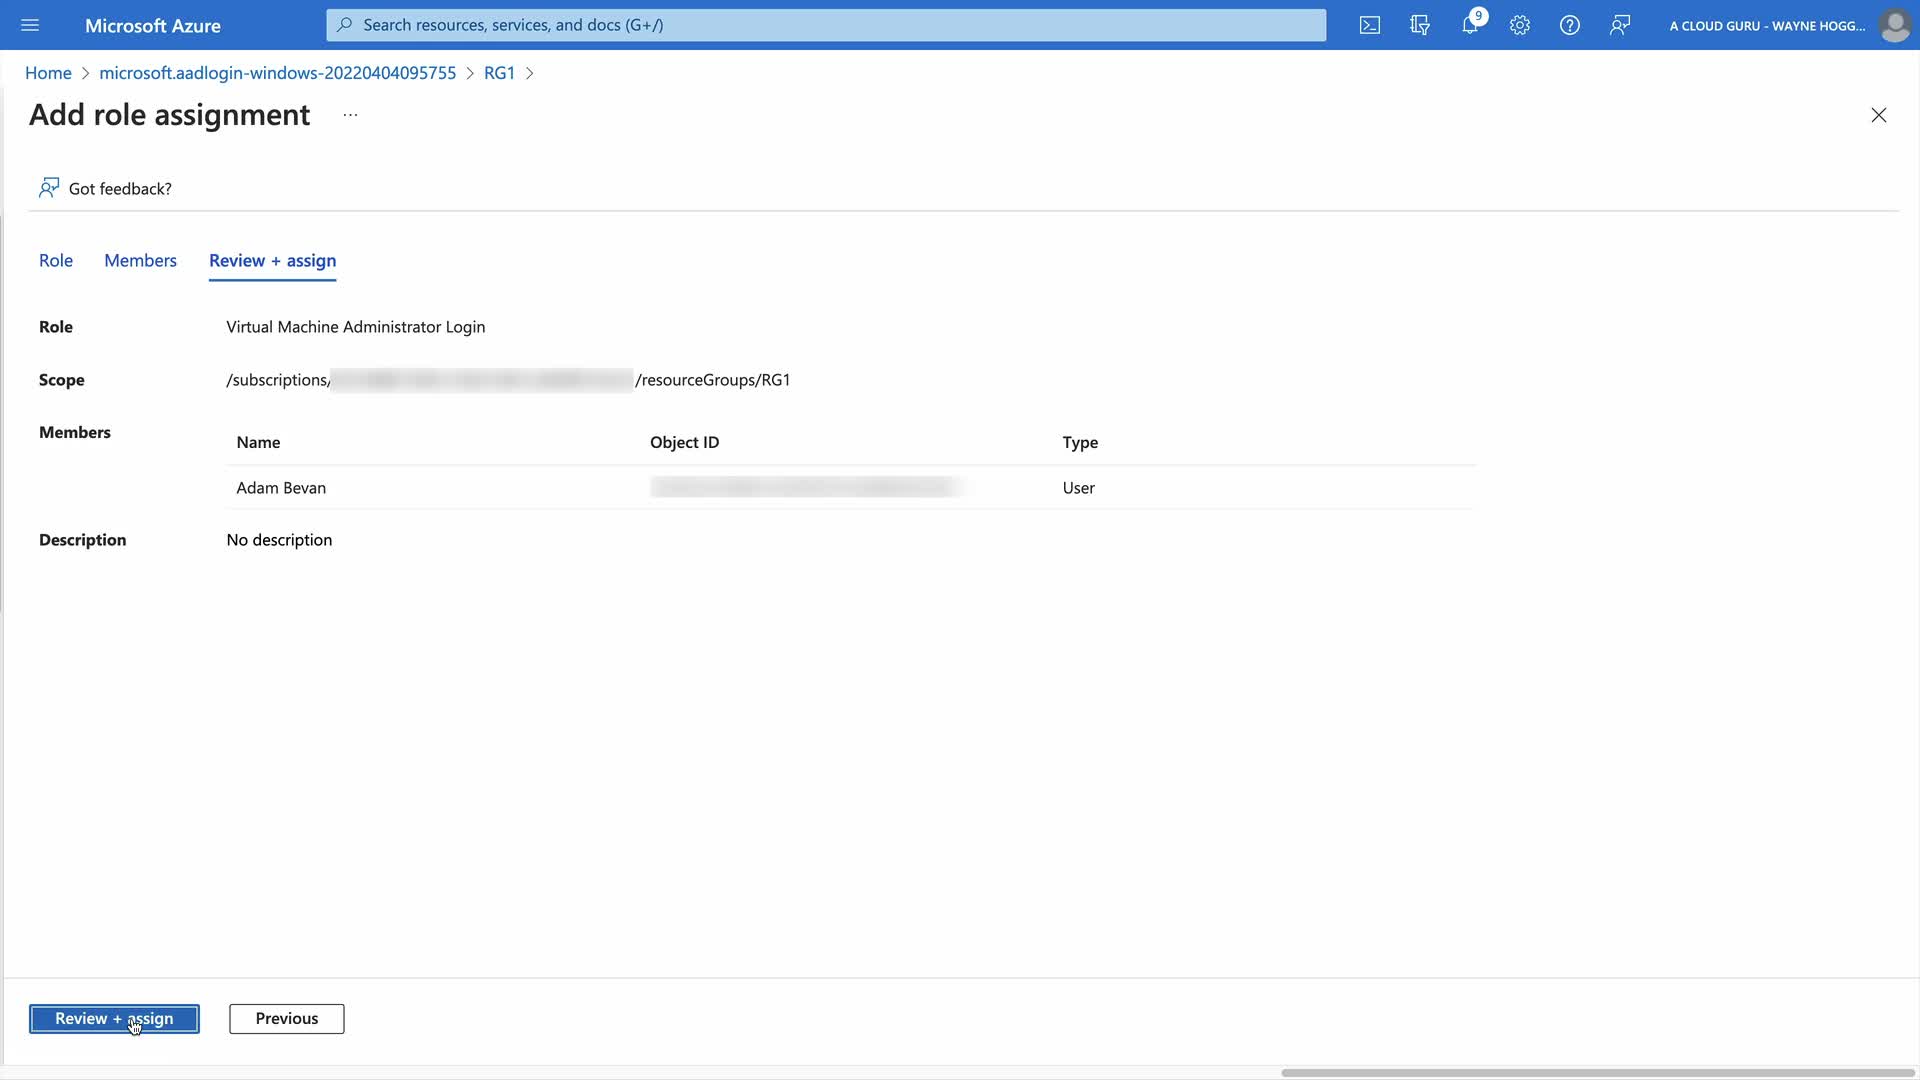 Microsoft Azure
Search resources, services, and docs (G+/)
9
A CLOUD GURU - WAYNE HOGG...
Home > microsoft.aadlogin-windows-20220404095755 > RG1 >
Add role assignment ...
Got feedback?
Role Members Review + assign
Role Virtual Machine Administrator Login
Scope /subscriptions/ /resourceGroups/RG1
Members
Name Object ID Type
Adam Bevan User
Description No description
Review + assign Previous